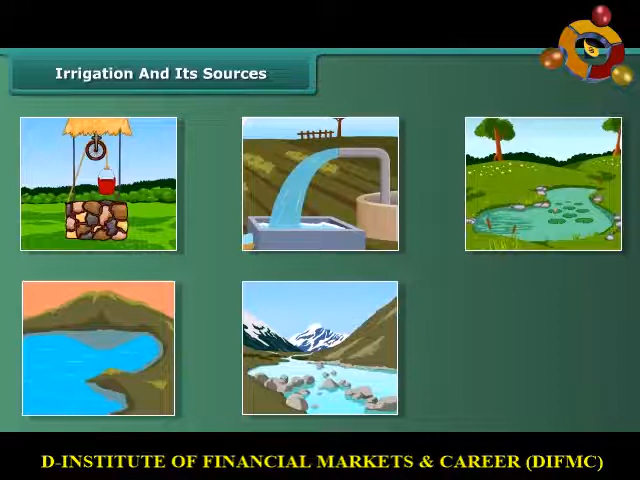 Irrigation And Its Sources
D-INSTITUTE OF FINANCIAL MARKETS & CAREER (DIFMC)